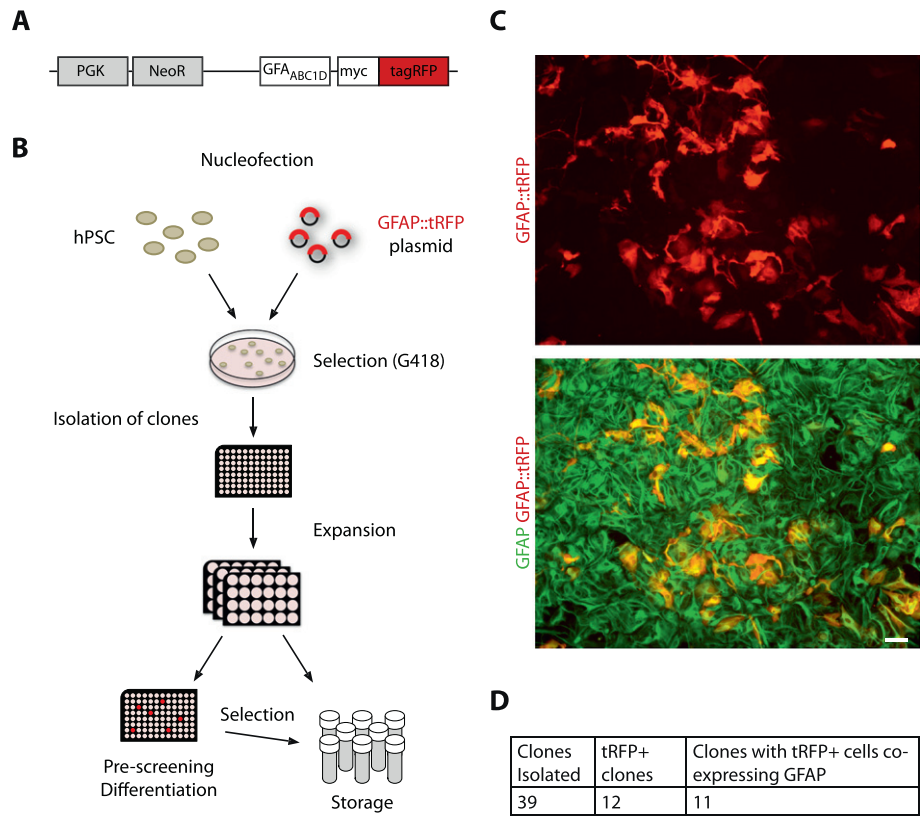 A
PGK NeoR GFAABC1D myc tagRFP
B
Nucleofection
hPSC
GFAP::tRFP
plasmid
Selection (G418)
Isolation of clones
Expansion
Selection
Pre-screening
Differentiation
Storage
C
GFAP::tRFP
GFAP GFAP::tRFP
D
Clones
Isolated
tRFP+
clones
Clones with tRFP+ cells co-
expressing GFAP
39 12 11